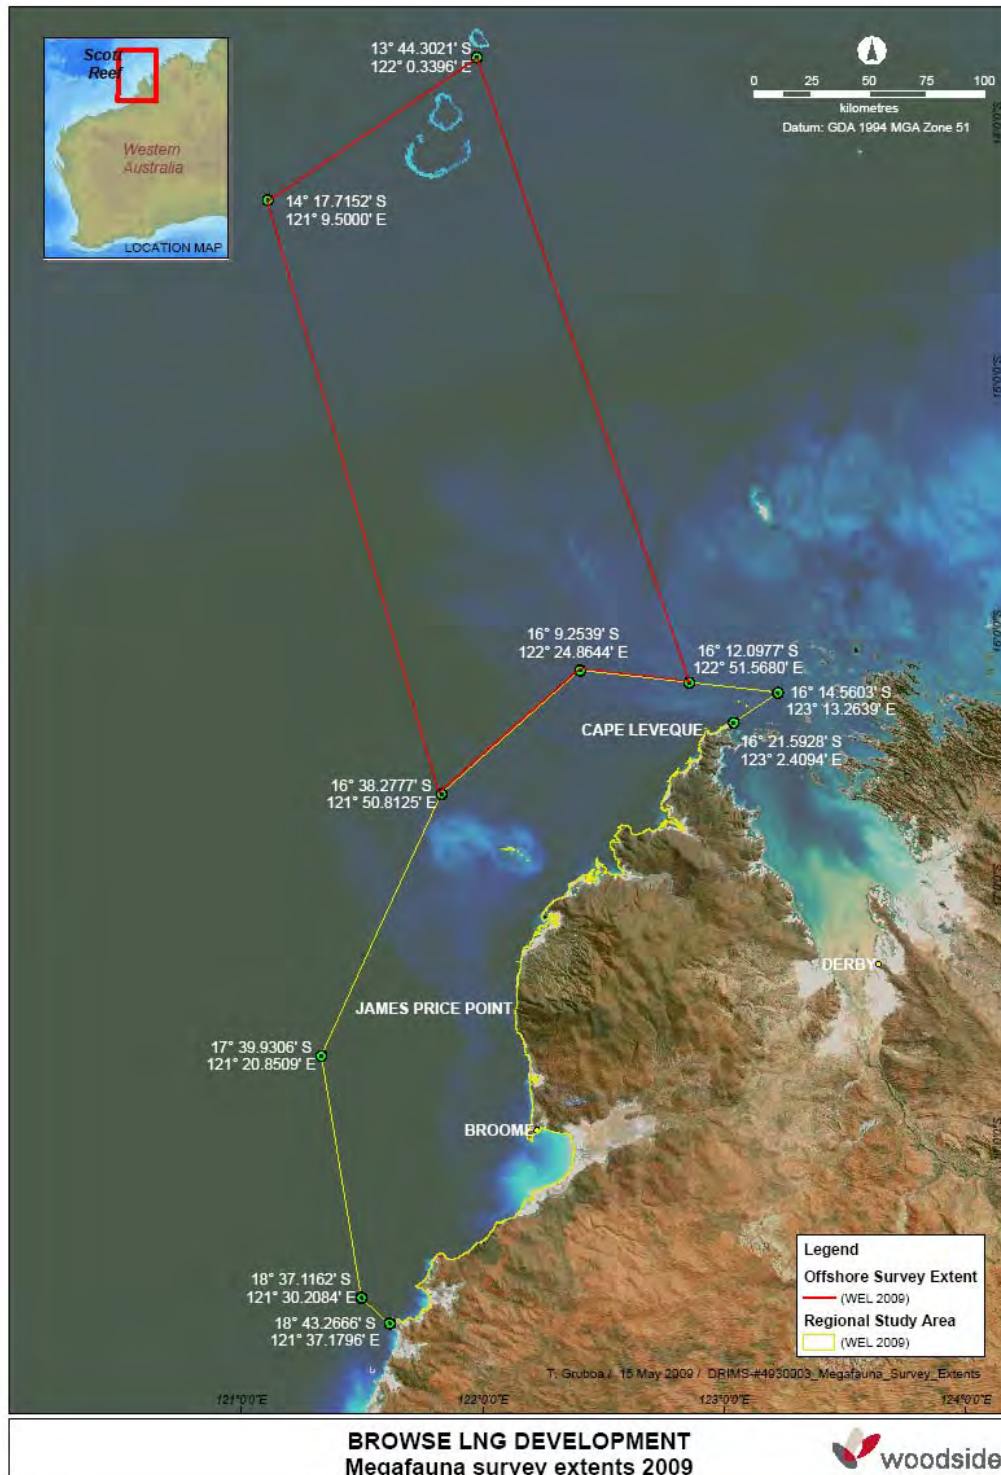 Scott
Reef
Western
Australia
LOCATION MAP
13° 44.3021' S
122° 0.3396' E
0 25 50 75 100
kilometres
Datum: GDA 1994 MGA Zone 51
14° 17.7152' S
121° 9.5000' E
15°0'0"S
16° 9.2539' S
122° 24.8644' E
16° 12.0977' S
122° 51.5680' E
16° 14.5603' S
123° 13.2639' E
CAPE LEVEQUE
16° 21.5928' S
123° 2.4094' E
16° 38.2777' S
121° 50.8125' E
DERBY
JAMES PRICE POINT
17° 39.9306' S
121° 20.8509' E
BROOME
18° 37.1162' S
121° 30.2084' E
18° 43.2666' S
121° 37.1796' E
Legend
Offshore Survey Extent
(WEL 2009)
Regional Study Area
(WEL 2009)
T. Grubba / 15 May 2009 / DRIMS-#4930003_Megafauna_Survey_Extents
121°0'0"E 122°0'0"E 123°0'0"E 124°0'0"E
BROWSE LNG DEVELOPMENT
Megafauna survey extents 2009
woodside